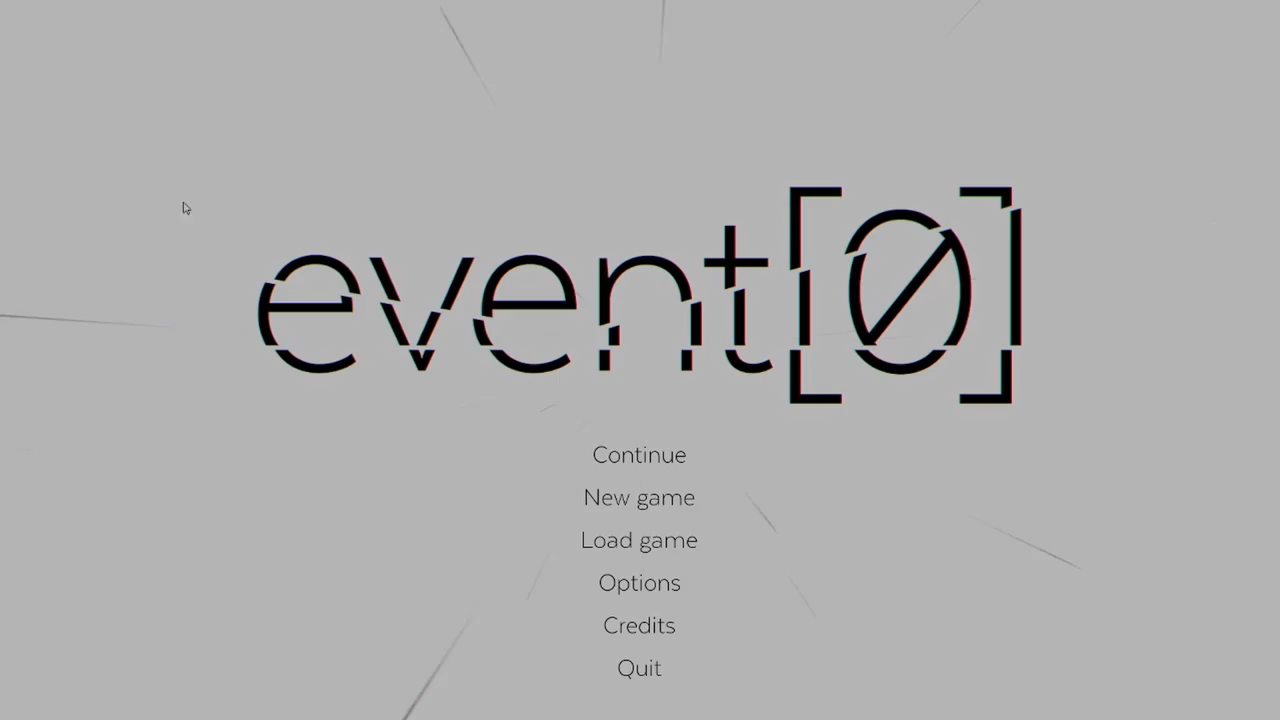 event[0]
Continue
New game
Load game
Options
Credits
Quit